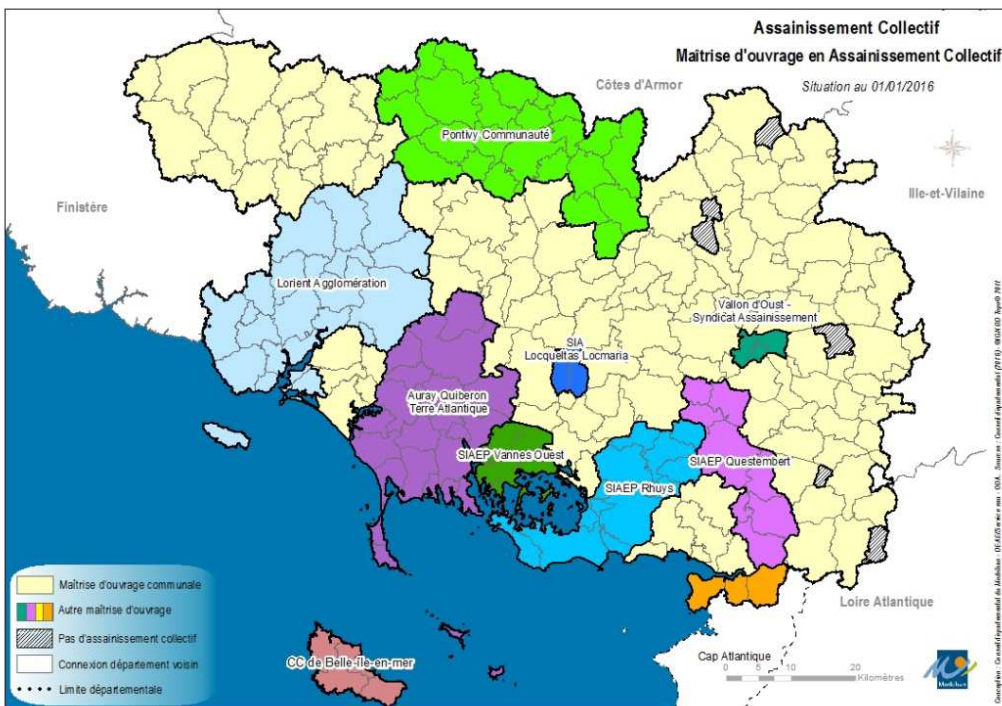 Assainissement Collectif
Maîtrise d'ouvrage en Assainissement Collectif
Situation au 01/01/2016
Côtes d'Armor
Pontivy Communauté
Ille-et-Vilaine
Finistère
Lorient Agglomération
Vallon d'Oust -
Syndicat Assainissement
SIA
Locqueltas Locmaria
Auray Quiberon
Terre Atlantique
SIAEP Vannes Ouest
SIAEP Questembert
SIAEP Rhuys
Maîtrise d'ouvrage communale
Autre maîtrise d'ouvrage
Pas d'assainissement collectif
Connexion département voisin
Limite départementale
CC de Belle-île-en-mer
Loire Atlantique
Cap Atlantique
0 5 10 20
Kilomètres
Morbihan